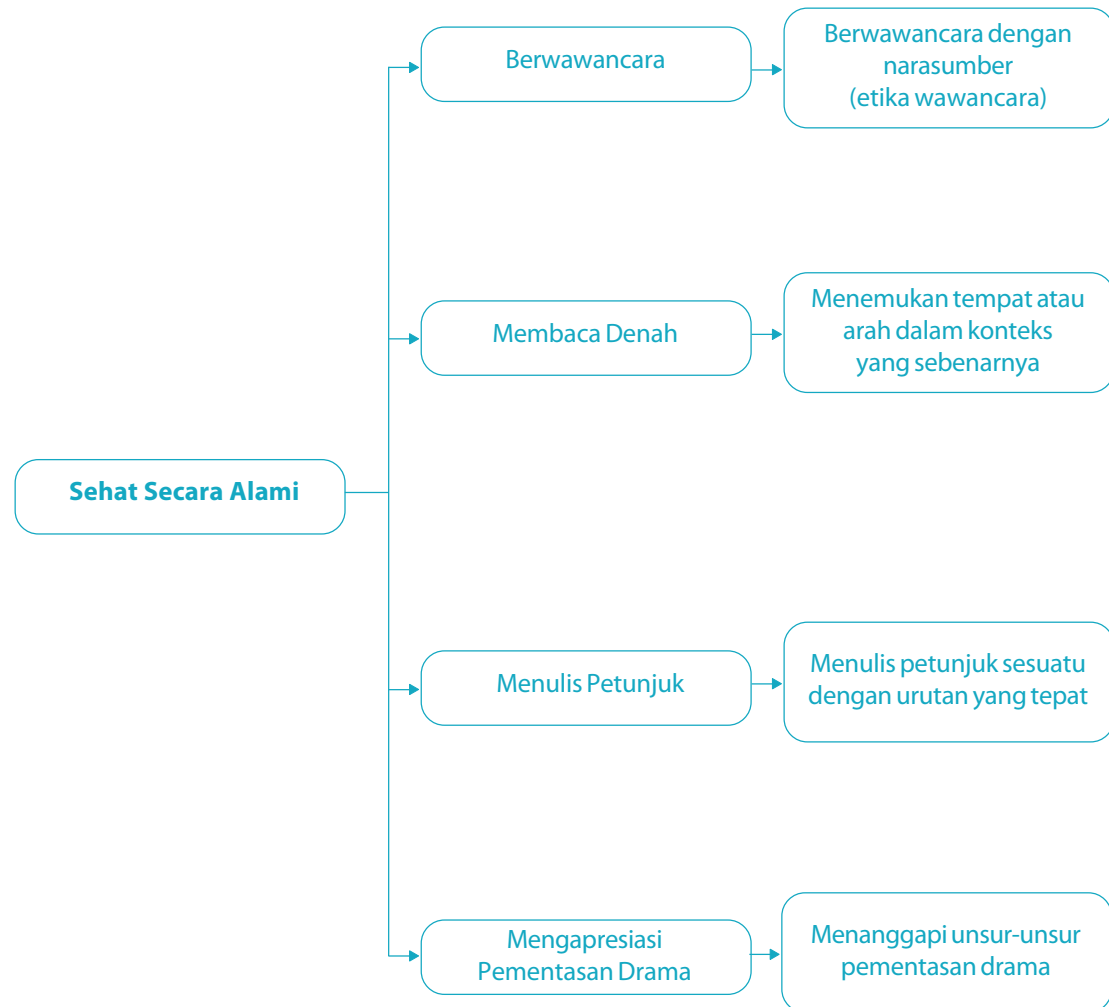 Berwawancara
Berwawancara dengan
narasumber
(etika wawancara)
Membaca Denah
Menemukan tempat atau
arah dalam konteks
yang sebenarnya
Sehat Secara Alami
Menulis Petunjuk
Menulis petunjuk sesuatu
dengan urutan yang tepat
Mengapresiasi
Pementasan Drama
Menanggapi unsur-unsur
pementasan drama